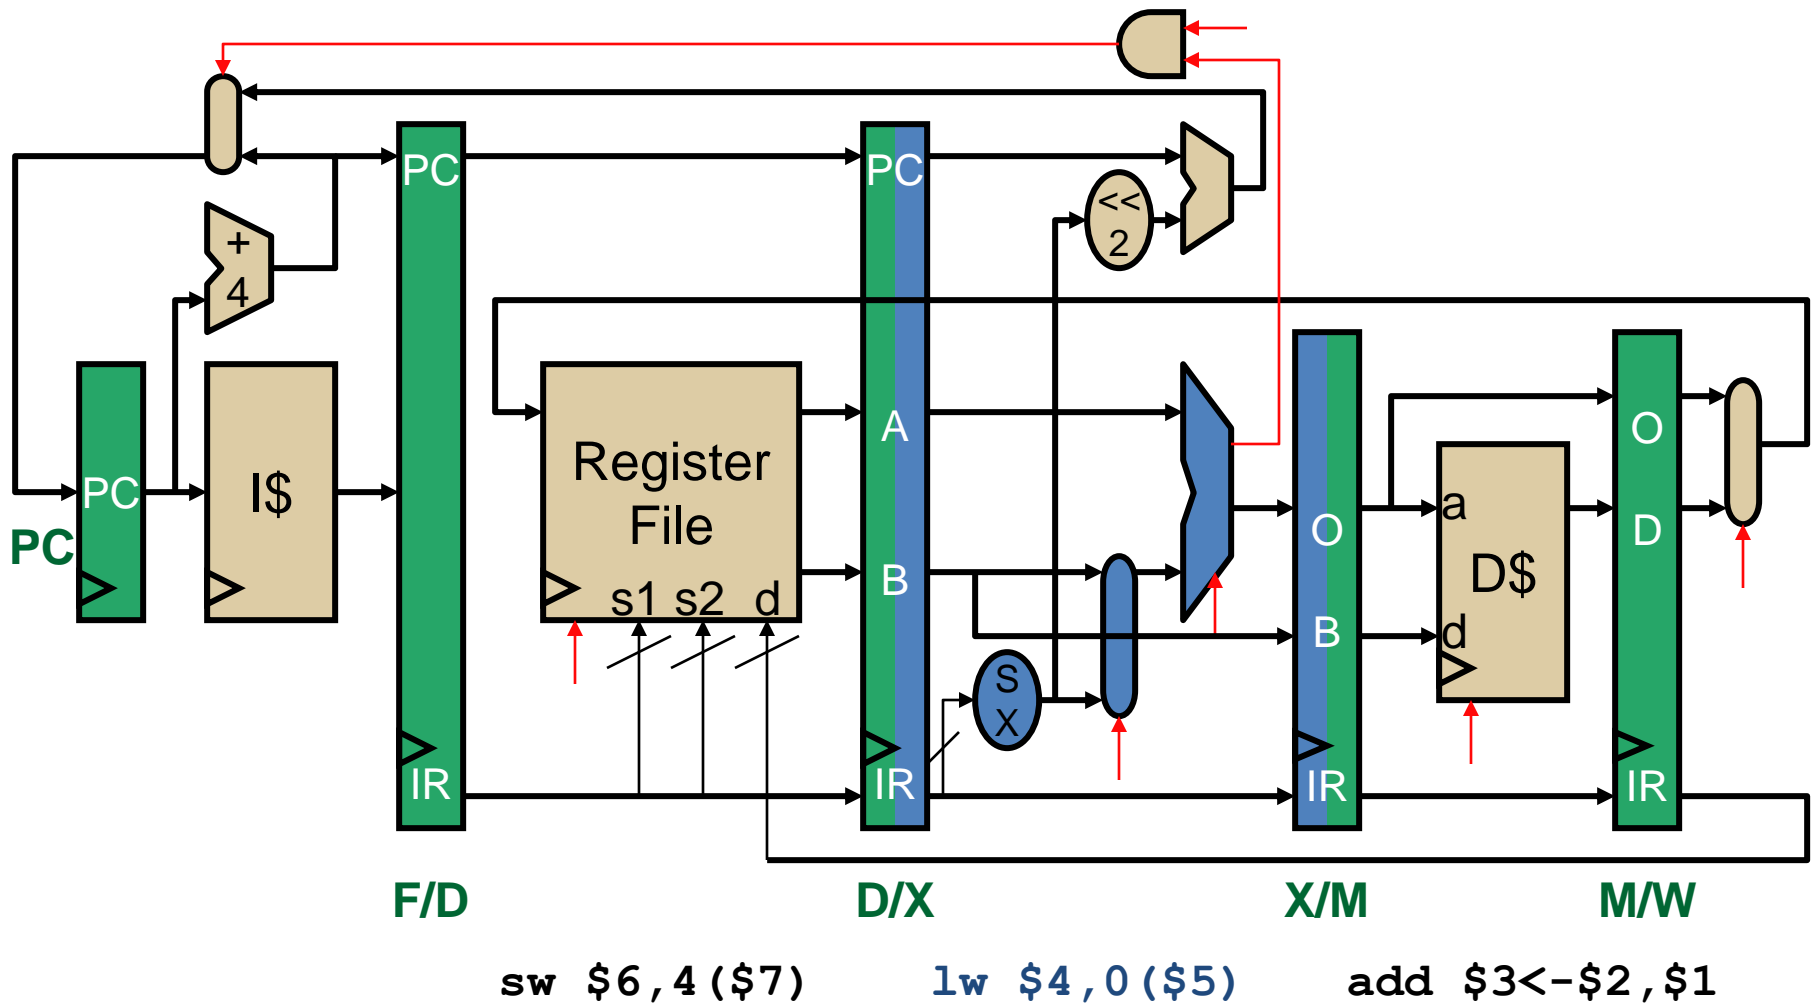 PC
PC
<<
2
+
4
PC
PC
I$
Register
File
s1 s2 d
A
B
S
X
IR
IR
O
B
IR
a
d
D$
O
D
IR
F/D
D/X
X/M
M/W
sw $6,4($7)
lw $4,0($5)
add $3<-$2,$1